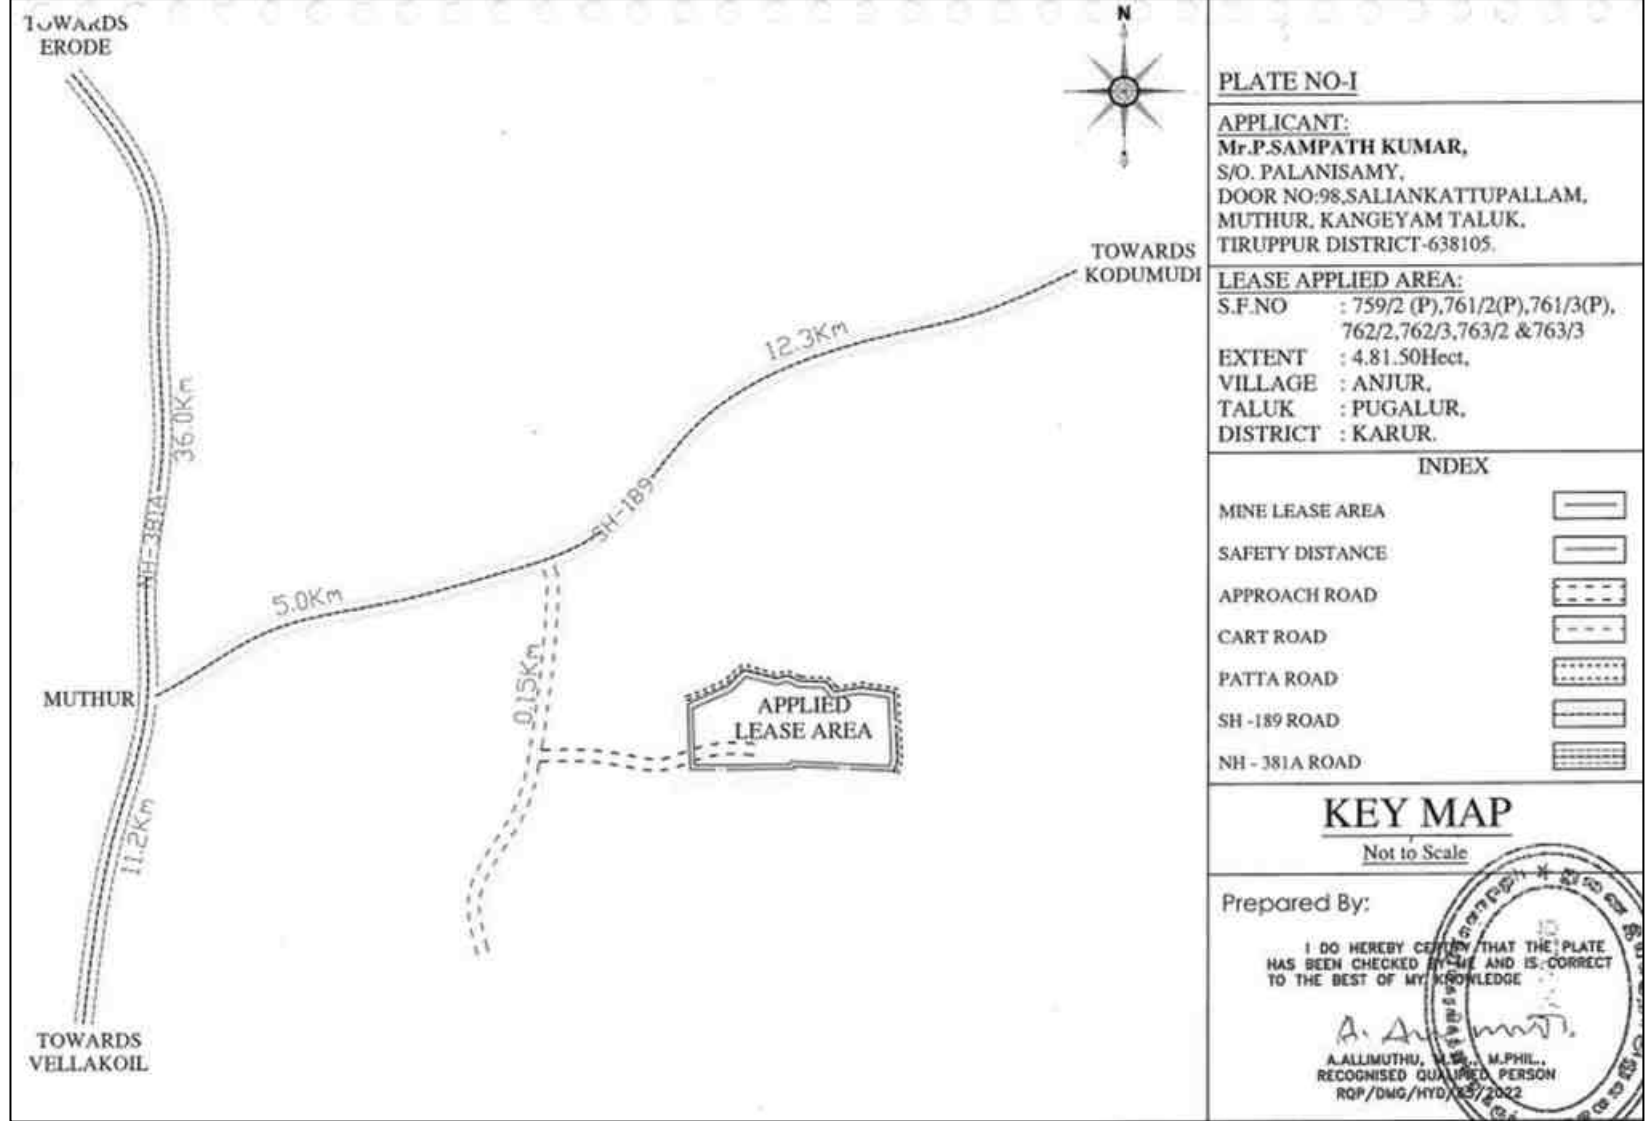 TOWARDS
ERODE
N
TOWARDS
KODUMUDI
12.3Km
36.0Km
SH-189
NH-381A
5.0Km
0.15Km
MUTHUR
APPLIED
LEASE AREA
11.2Km
TOWARDS
VELLAKOIL
PLATE NO-I
APPLICANT:
Mr.P.SAMPATH KUMAR,
S/O. PALANISAMY,
DOOR NO:98,SALIANKATTUPALLAM,
MUTHUR, KANGEYAM TALUK,
TIRUPPUR DISTRICT-638105.
LEASE APPLIED AREA:
S.F.NO : 759/2 (P),761/2(P),761/3(P),
762/2,762/3,763/2 &763/3
EXTENT : 4.81.50Hect,
VILLAGE : ANJUR,
TALUK : PUGALUR,
DISTRICT : KARUR.
INDEX
MINE LEASE AREA
SAFETY DISTANCE
APPROACH ROAD
CART ROAD
PATTA ROAD
SH -189 ROAD
NH - 381A ROAD
KEY MAP
Not to Scale
Prepared By:
I DO HEREBY CERTIFY THAT THE PLATE
HAS BEEN CHECKED BY ME AND IS CORRECT
TO THE BEST OF MY KNOWLEDGE
A.ALLIMUTHU, M.PHIL.,
RECOGNISED QUALIFIED PERSON
RQP/DMG/HYD/ /2022